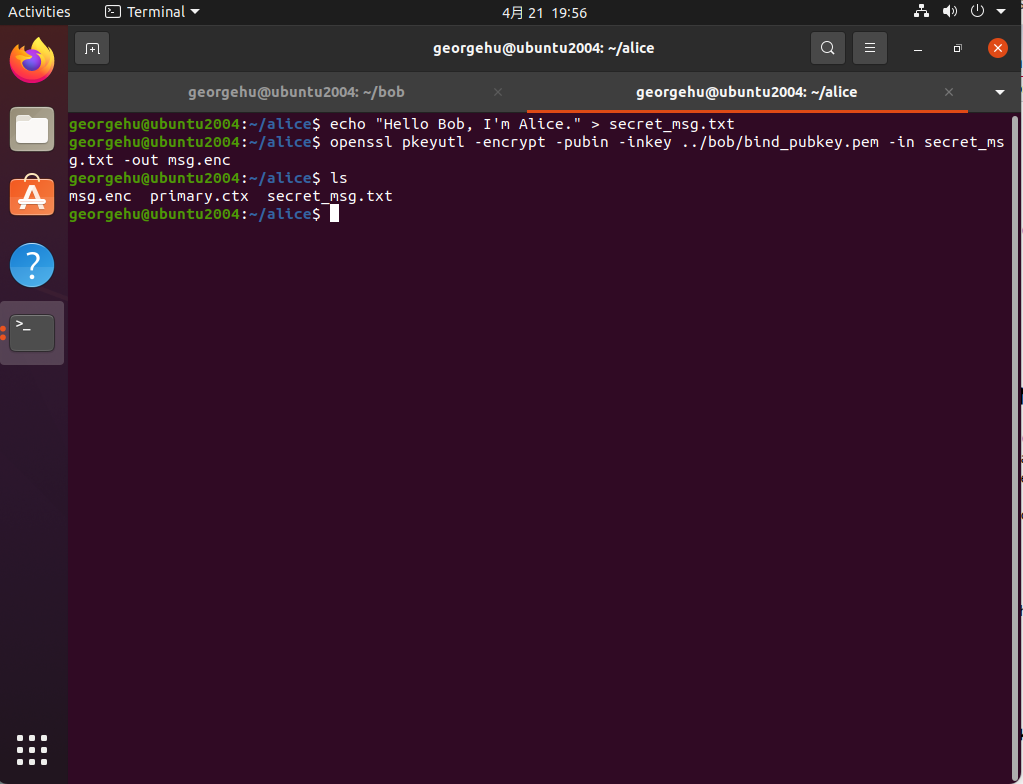 Activities Terminal 4月 21 19:56
georgehu@ubuntu2004: ~/alice
georgehu@ubuntu2004: ~/bob georgehu@ubuntu2004: ~/alice
georgehu@ubuntu2004:~/alice$ echo "Hello Bob, I'm Alice." > secret_msg.txt
georgehu@ubuntu2004:~/alice$ openssl pkeyutl -encrypt -pubin -inkey ../bob/bind_pubkey.pem -in secret_ms
g.txt -out msg.enc
georgehu@ubuntu2004:~/alice$ ls
msg.enc  primary.ctx  secret_msg.txt
georgehu@ubuntu2004:~/alice$